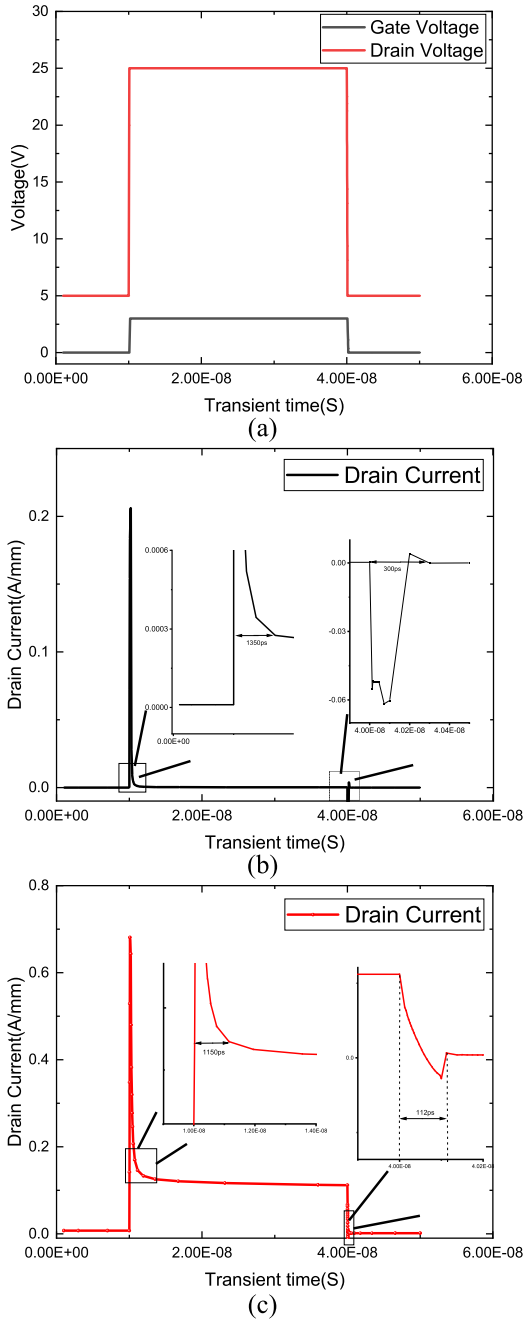 30
25
20
15
10
5
0
Voltage(V)
Gate Voltage
Drain Voltage
0.00E+00
2.00E-08
4.00E-08
6.00E-08
Transient time(S)
(a)
0.2
0.1
0.0
Drain Current(A/mm)
Drain Current
0.0006
0.0003
0.0000
1350ps
0.00E+00
0.00
-0.03
-0.06
300ps
4.00E-08
4.02E-08
4.04E-08
0.00E+00
2.00E-08
4.00E-08
6.00E-08
Transient time(S)
(b)
0.8
0.6
0.4
0.2
0.0
Drain Current(A/mm)
Drain Current
1150ps
1.00E-08
1.20E-08
1.40E-08
0.0
112ps
4.00E-08
4.02E-08
0.00E+00
2.00E-08
4.00E-08
6.00E-08
Transient time(S)
(c)